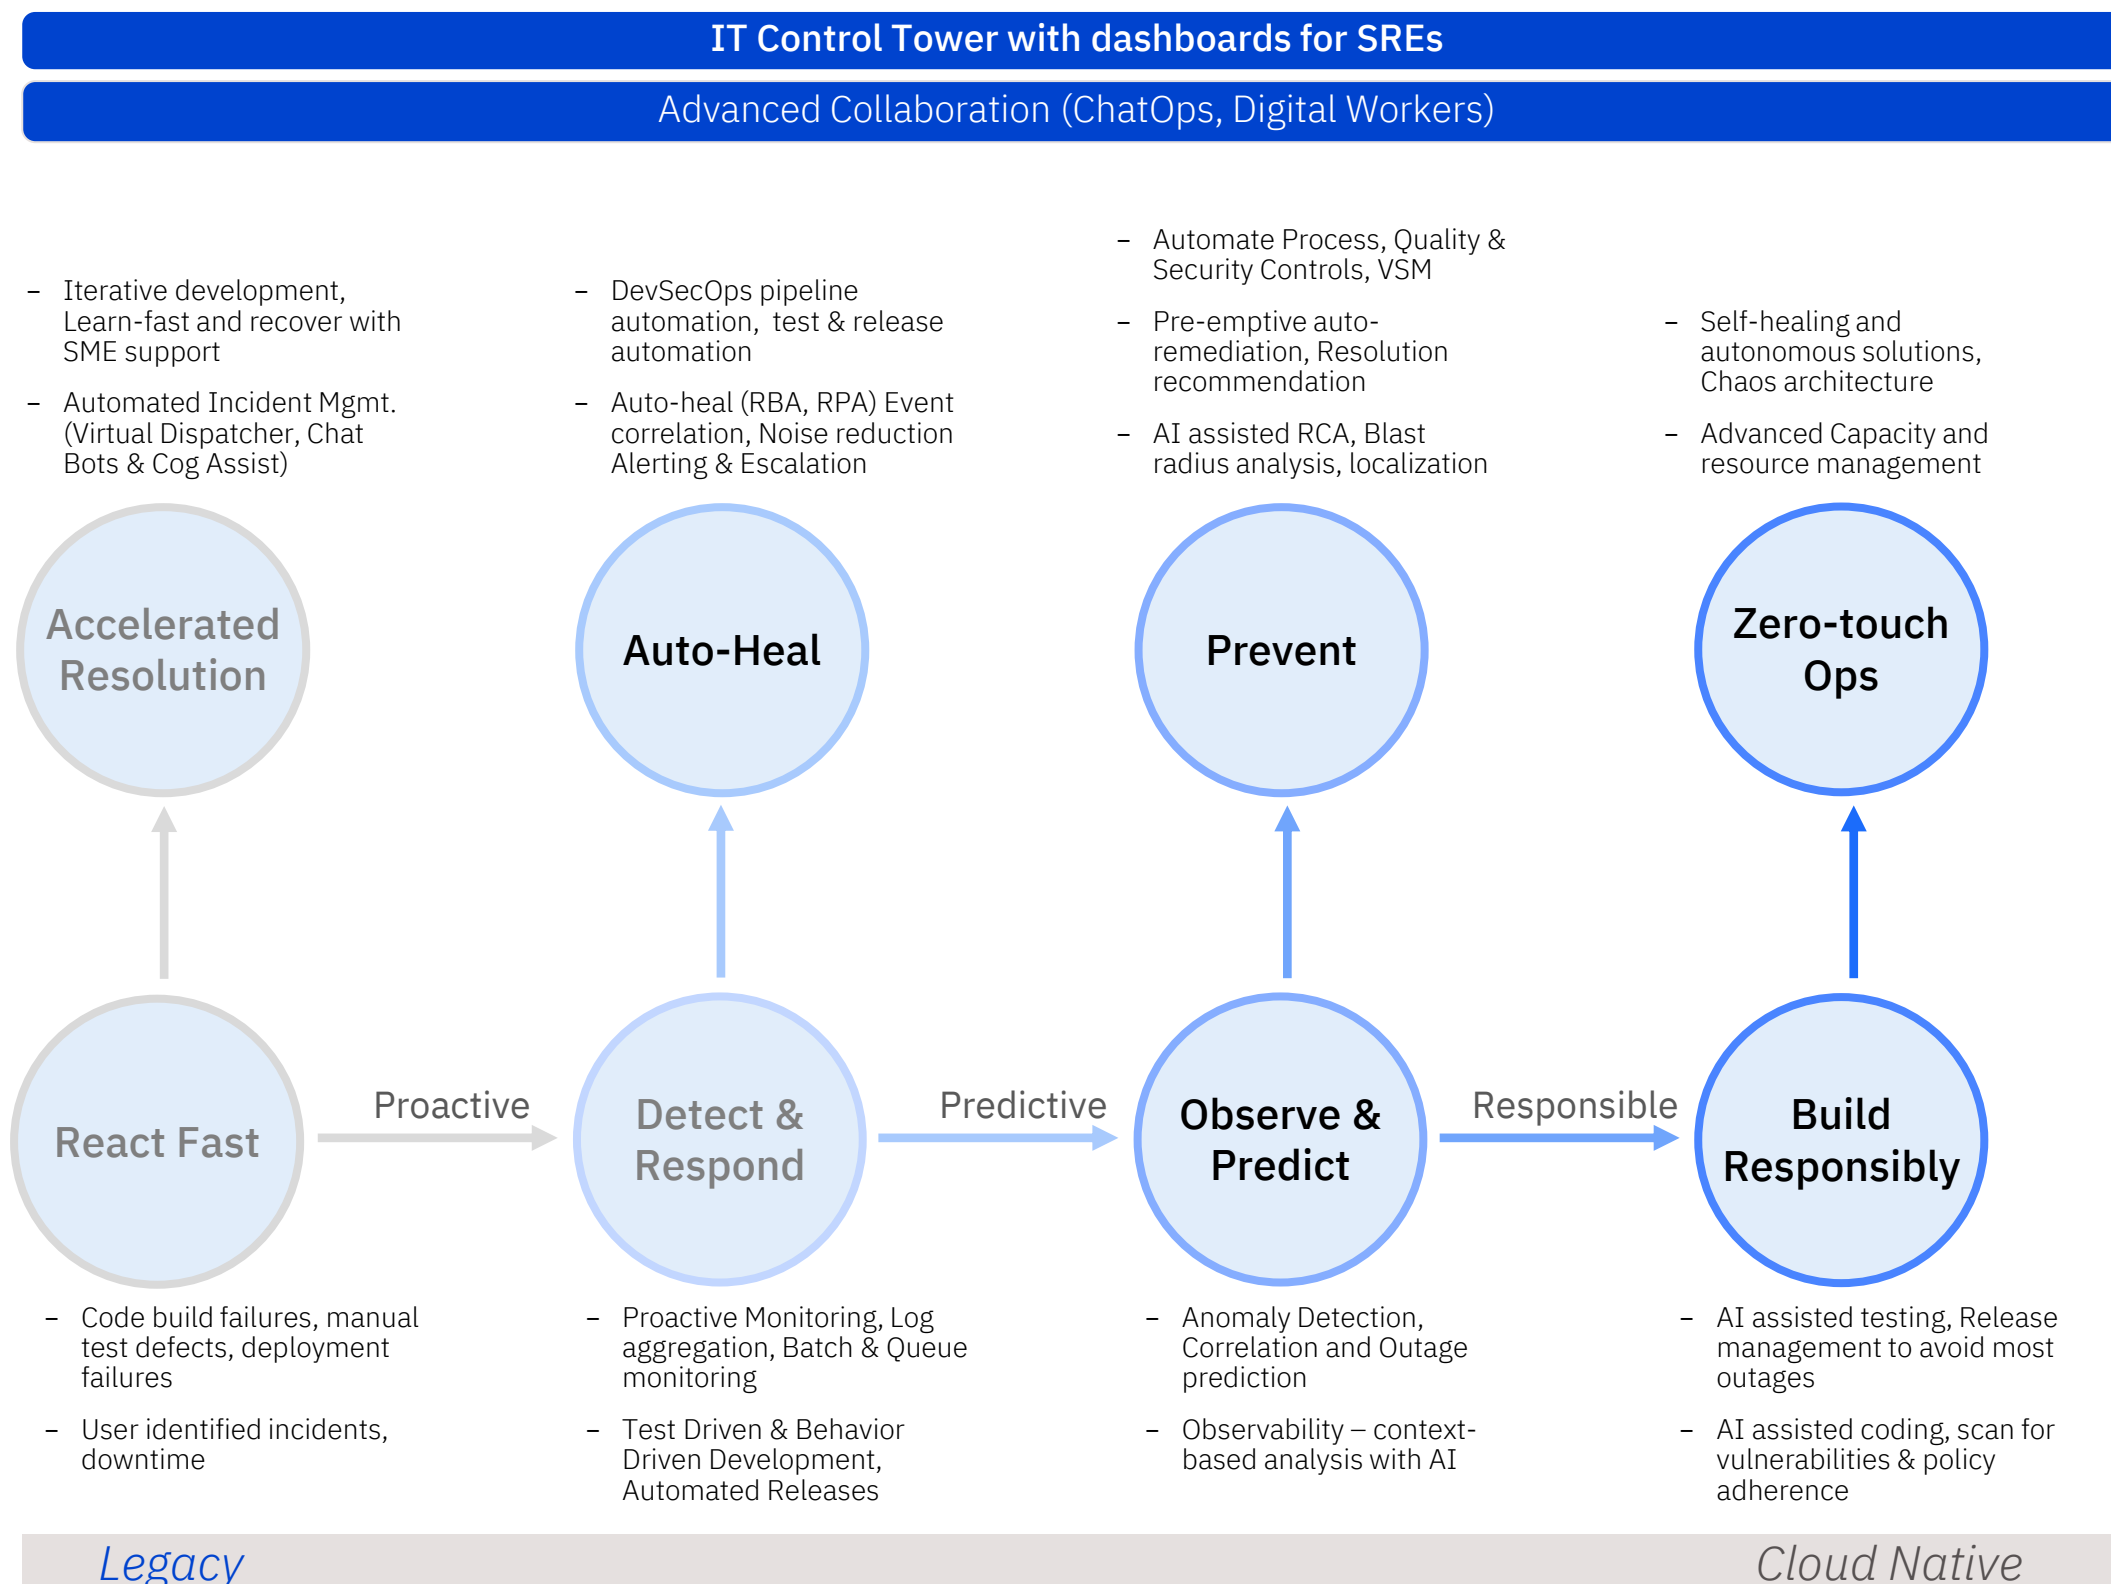 IT Control Tower with dashboards for SREs
Advanced Collaboration (ChatOps, Digital Workers)
– Iterative development,
Learn-fast and recover with
SME support
– Automated Incident Mgmt.
(Virtual Dispatcher, Chat
Bots & Cog Assist)
– DevSecOps pipeline
automation, test & release
automation
– Auto-heal (RBA, RPA) Event
correlation, Noise reduction
Alerting & Escalation
– Automate Process, Quality &
Security Controls, VSM
– Pre-emptive auto-
remediation, Resolution
recommendation
– AI assisted RCA, Blast
radius analysis, localization
– Self-healing and
autonomous solutions,
Chaos architecture
– Advanced Capacity and
resource management
Accelerated
Resolution
Auto-Heal
Prevent
Zero-touch
Ops
React Fast
Proactive
Detect &
Respond
Predictive
Observe &
Predict
Responsible
Build
Responsibly
– Code build failures, manual
test defects, deployment
failures
– User identified incidents,
downtime
– Proactive Monitoring, Log
aggregation, Batch & Queue
monitoring
– Test Driven & Behavior
Driven Development,
Automated Releases
– Anomaly Detection,
Correlation and Outage
prediction
– Observability – context-
based analysis with AI
– AI assisted testing, Release
management to avoid most
outages
– AI assisted coding, scan for
vulnerabilities & policy
adherence
Legacy
Cloud Native